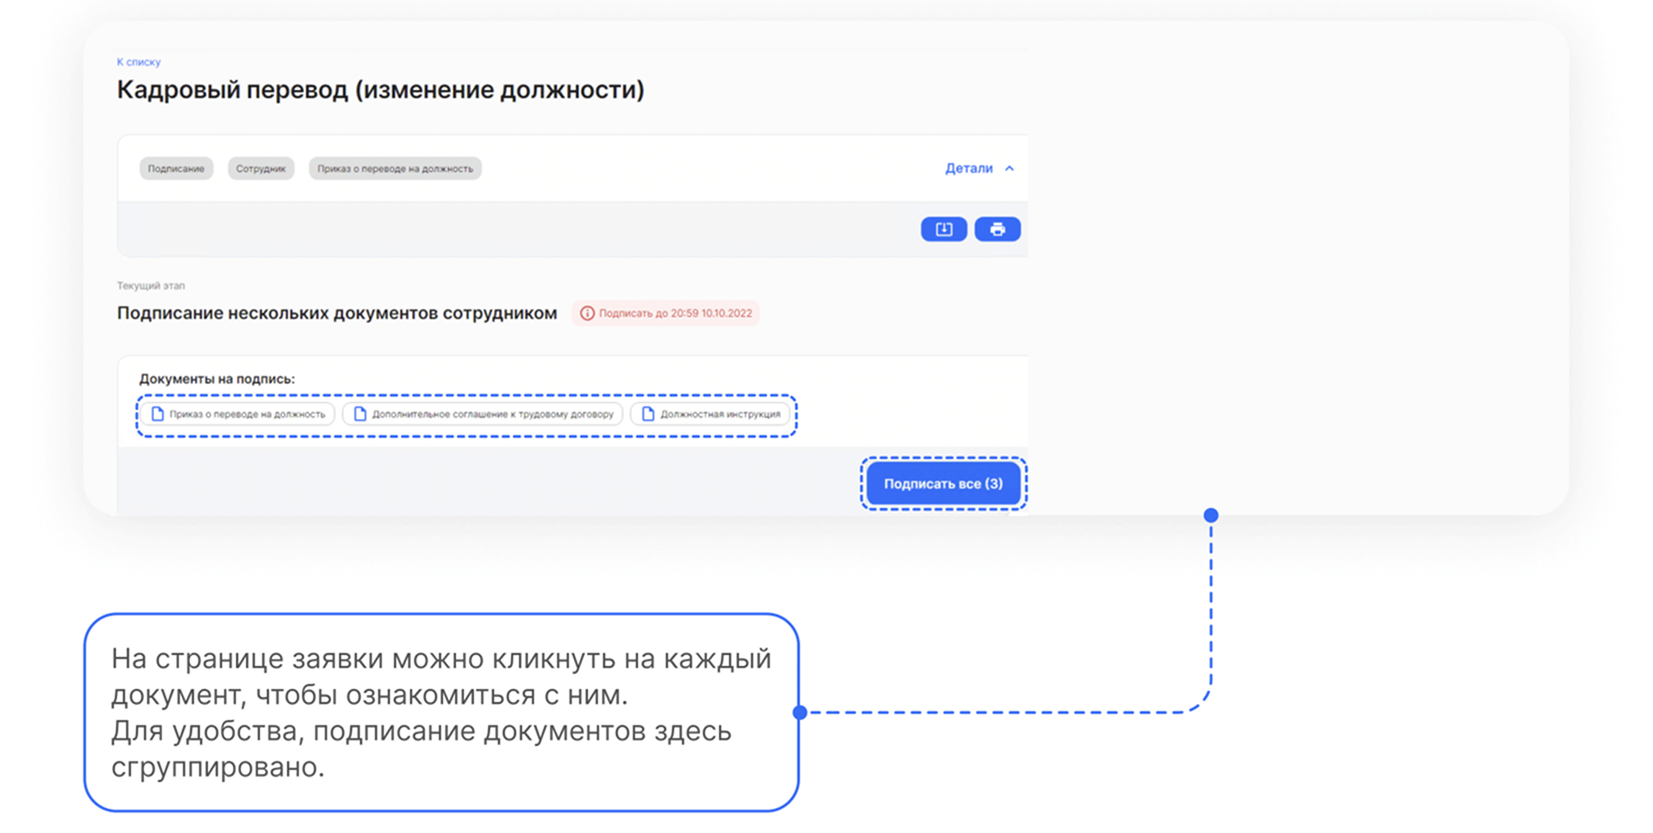 К списку
Кадровый перевод (изменение должности)
Подписание Сотрудник Приказ о переводе на должность Детали
Текущий этап
Подписание нескольких документов сотрудником Подписать до 20:59 10.10.2022
Документы на подпись:
Приказ о переводе на должность Дополнительное соглашение к трудовому договору Должностная инструкция
Подписать все (3)
На странице заявки можно кликнуть на каждый
документ, чтобы ознакомиться с ним.
Для удобства, подписание документов здесь
сгруппировано.